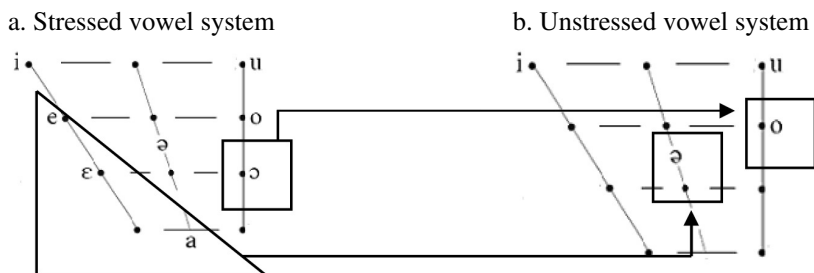 a. Stressed vowel system
b. Unstressed vowel system
i u
e o
ə
ɛ ɔ
a
i u
o
ə